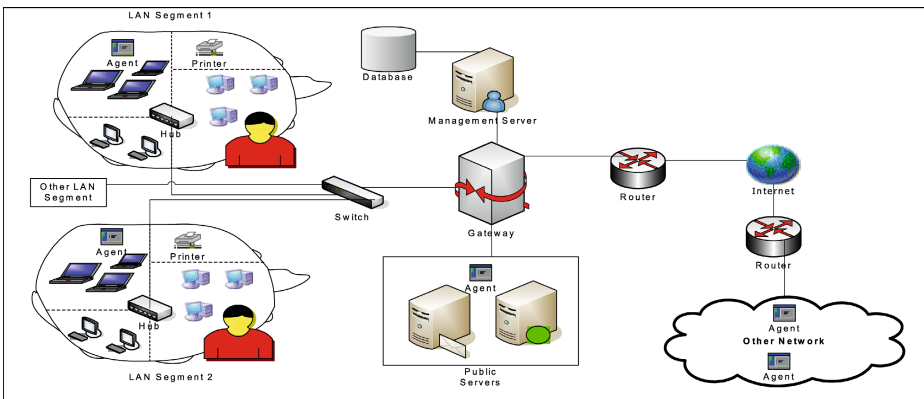 LAN Segment 1
Agent
Printer
Hub
Database
Management Server
Other LAN
Segment
Switch
Gateway
Router
Internet
Router
Agent
Printer
Hub
LAN Segment 2
Agent
Public
Servers
Agent
Other Network
Agent